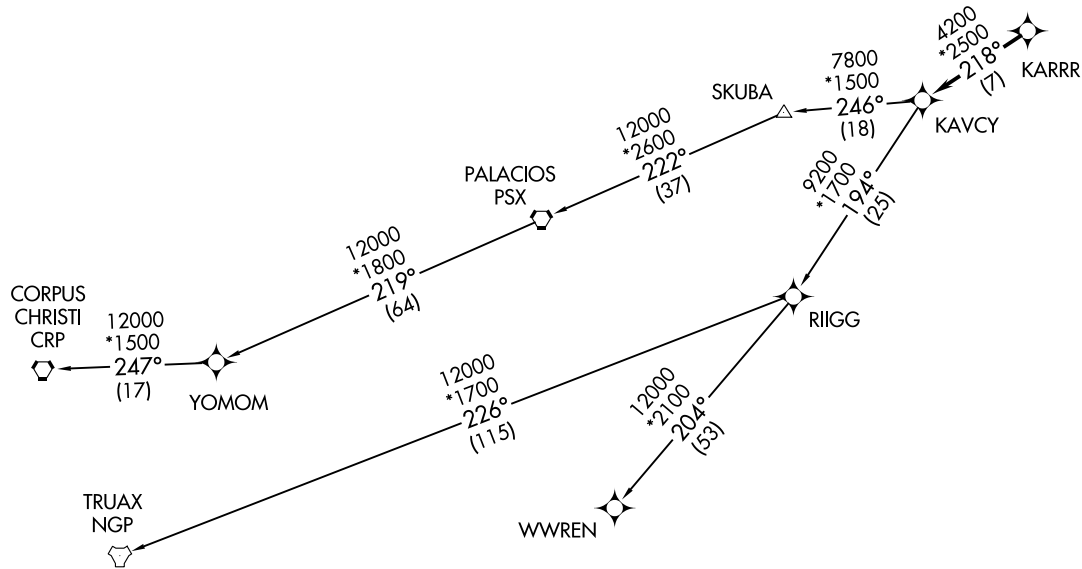 4200
*2500
218°
(7)
KARRR
7800
*1500
246°
(18)
KAVCY
SKUBA
12000
*2600
222°
(37)
PALACIOS
PSX
9200
*1700
194°
(25)
12000
*1800
219°
(64)
CORPUS
CHRISTI
CRP
12000
*1500
247°
(17)
YOMOM
RIIGG
12000
*1700
226°
(115)
12000
*2100
204°
(53)
TRUAX
NGP
WWREN